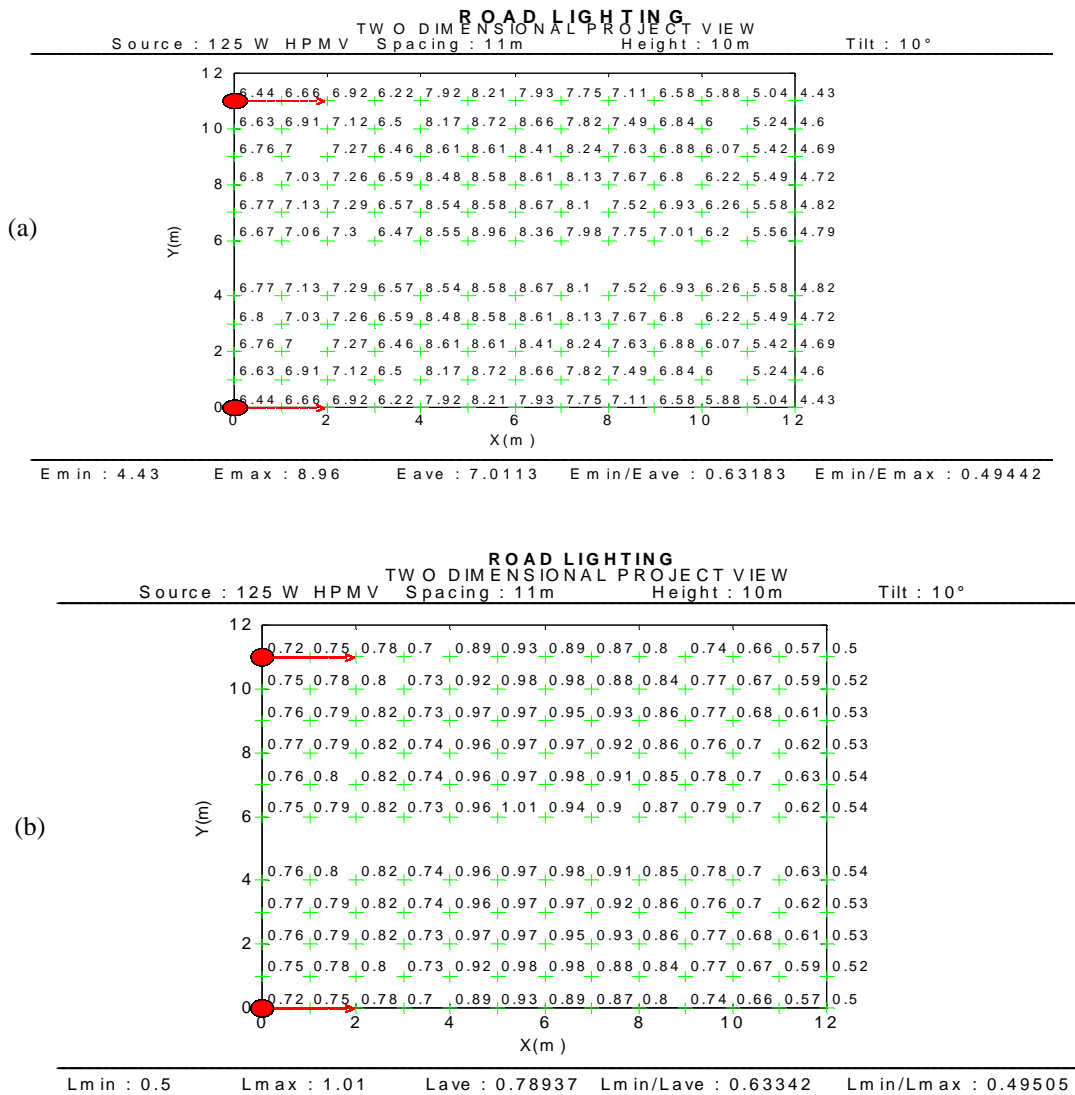 ROAD LIGHTING
TWO DIMENSIONAL PROJECT VIEW
Source : 125 W HPMV Spacing : 11m Height : 10m Tilt : 10°
12
6.44 6.66 6.92 6.22 7.92 8.21 7.93 7.75 7.11 6.58 5.88 5.04 4.43
10 6.63 6.91 7.12 6.5 8.17 8.72 8.66 7.82 7.49 6.84 6 5.24 4.6
6.76 7 7.27 6.46 8.61 8.61 8.41 8.24 7.63 6.88 6.07 5.42 4.69
8 6.8 7.03 7.26 6.59 8.48 8.58 8.61 8.13 7.67 6.8 6.22 5.49 4.72
6.77 7.13 7.29 6.57 8.54 8.58 8.67 8.1 7.52 6.93 6.26 5.58 4.82
(a)
Y(m)
6 6.67 7.06 7.3 6.47 8.55 8.96 8.36 7.98 7.75 7.01 6.2 5.56 4.79
4 6.77 7.13 7.29 6.57 8.54 8.58 8.67 8.1 7.52 6.93 6.26 5.58 4.82
6.8 7.03 7.26 6.59 8.48 8.58 8.61 8.13 7.67 6.8 6.22 5.49 4.72
2 6.76 7 7.27 6.46 8.61 8.61 8.41 8.24 7.63 6.88 6.07 5.42 4.69
6.63 6.91 7.12 6.5 8.17 8.72 8.66 7.82 7.49 6.84 6 5.24 4.6
0 6.44 6.66 6.92 6.22 7.92 8.21 7.93 7.75 7.11 6.58 5.88 5.04 4.43
0 2 4 6 8 10 12
X(m)
Emin : 4.43 Emax : 8.96 Eave : 7.0113 Emin/Eave : 0.63183 Emin/Emax : 0.49442
ROAD LIGHTING
TWO DIMENSIONAL PROJECT VIEW
Source : 125 W HPMV Spacing : 11m Height : 10m Tilt : 10°
12
0.72 0.75 0.78 0.7 0.89 0.93 0.89 0.87 0.8 0.74 0.66 0.57 0.5
10 0.75 0.78 0.8 0.73 0.92 0.98 0.98 0.88 0.84 0.77 0.67 0.59 0.52
0.76 0.79 0.82 0.73 0.97 0.97 0.95 0.93 0.86 0.77 0.68 0.61 0.53
8 0.77 0.79 0.82 0.74 0.96 0.97 0.97 0.92 0.86 0.76 0.7 0.62 0.53
0.76 0.8 0.82 0.74 0.96 0.97 0.98 0.91 0.85 0.78 0.7 0.63 0.54
(b)
Y(m)
6 0.75 0.79 0.82 0.73 0.96 1.01 0.94 0.9 0.87 0.79 0.7 0.62 0.54
4 0.76 0.8 0.82 0.74 0.96 0.97 0.98 0.91 0.85 0.78 0.7 0.63 0.54
0.77 0.79 0.82 0.74 0.96 0.97 0.97 0.92 0.86 0.76 0.7 0.62 0.53
2 0.76 0.79 0.82 0.73 0.97 0.97 0.95 0.93 0.86 0.77 0.68 0.61 0.53
0.75 0.78 0.8 0.73 0.92 0.98 0.98 0.88 0.84 0.77 0.67 0.59 0.52
0 0.72 0.75 0.78 0.7 0.89 0.93 0.89 0.87 0.8 0.74 0.66 0.57 0.5
0 2 4 6 8 10 12
X(m)
Lmin : 0.5 Lmax : 1.01 Lave : 0.78937 Lmin/Lave : 0.63342 Lmin/Lmax : 0.49505